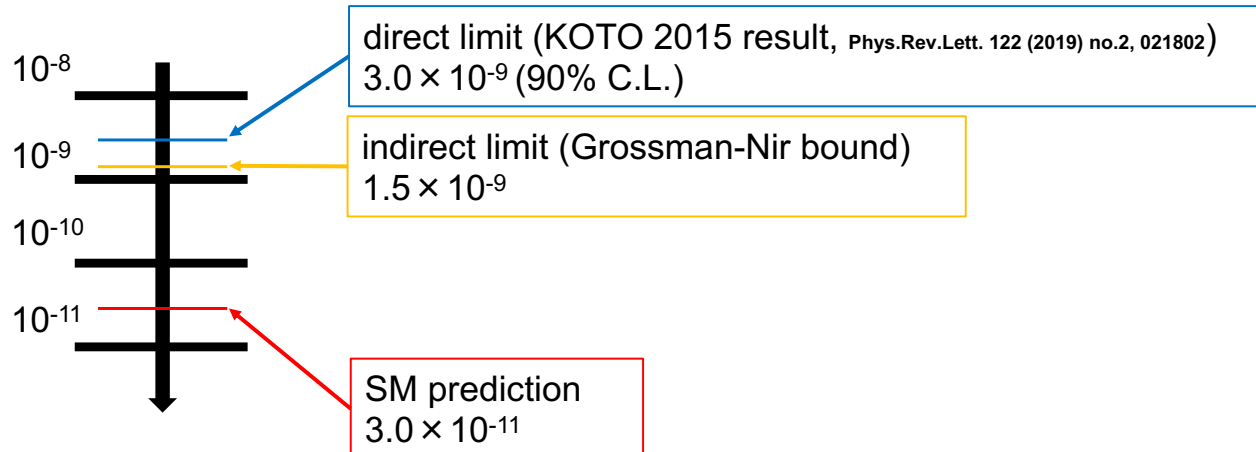 direct limit (KOTO 2015 result, Phys.Rev.Lett. 122 (2019) no.2, 021802)
3.0 × 10⁻⁹ (90% C.L.)
10⁻⁸
indirect limit (Grossman-Nir bound)
1.5 × 10⁻⁹
10⁻⁹
10⁻¹⁰
10⁻¹¹
SM prediction
3.0 × 10⁻¹¹